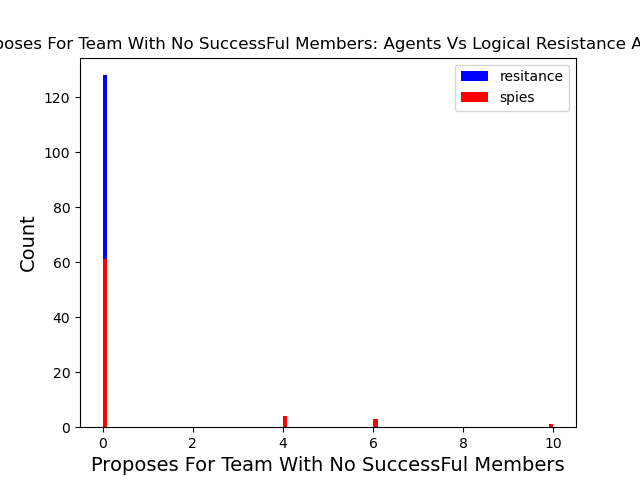 poses For Team With No SuccessFul Members: Agents Vs Logical Resistance A
resitance
spies
120
100
80
60
40
20
0
Count
0 2 4 6 8 10
Proposes For Team With No SuccessFul Members